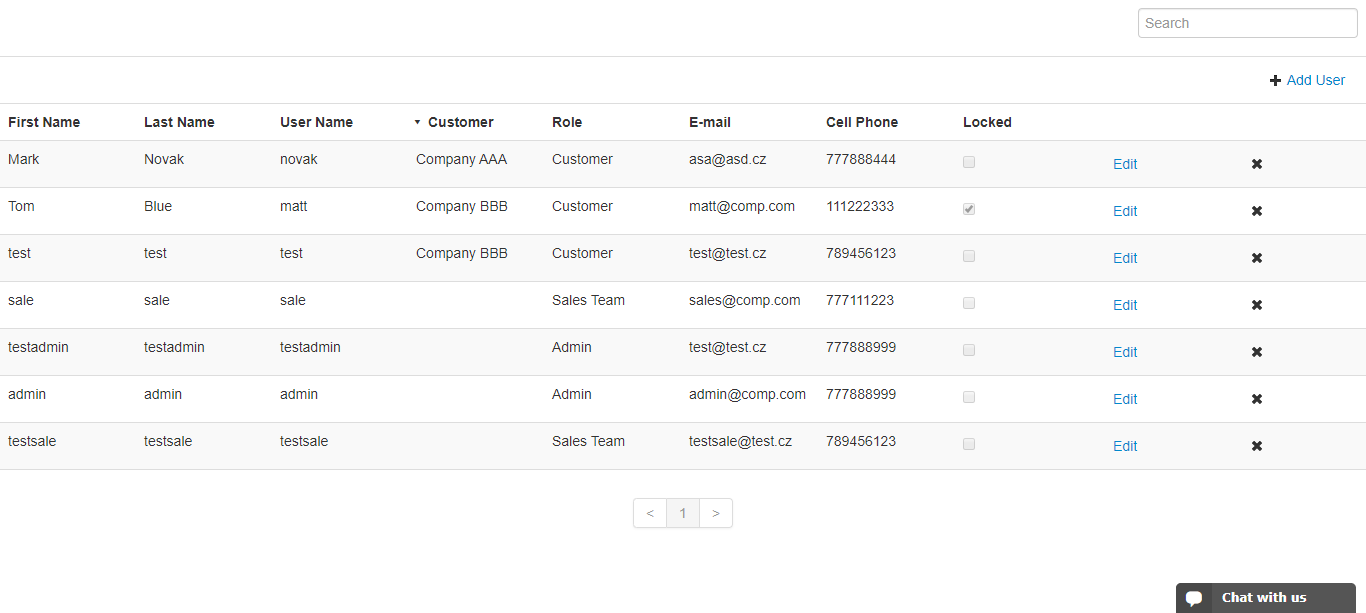 Search
Add User
First Name Last Name User Name Customer Role E-mail Cell Phone Locked
Mark Novak novak Company AAA Customer asa@asd.cz 777888444 Edit
Tom Blue matt Company BBB Customer matt@comp.com 111222333 Edit
test test test Company BBB Customer test@test.cz 789456123 Edit
sale sale sale Sales Team sales@comp.com 777111223 Edit
testadmin testadmin testadmin Admin test@test.cz 777888999 Edit
admin admin admin Admin admin@comp.com 777888999 Edit
testsale testsale testsale Sales Team testsale@test.cz 789456123 Edit
< 1 >
Chat with us